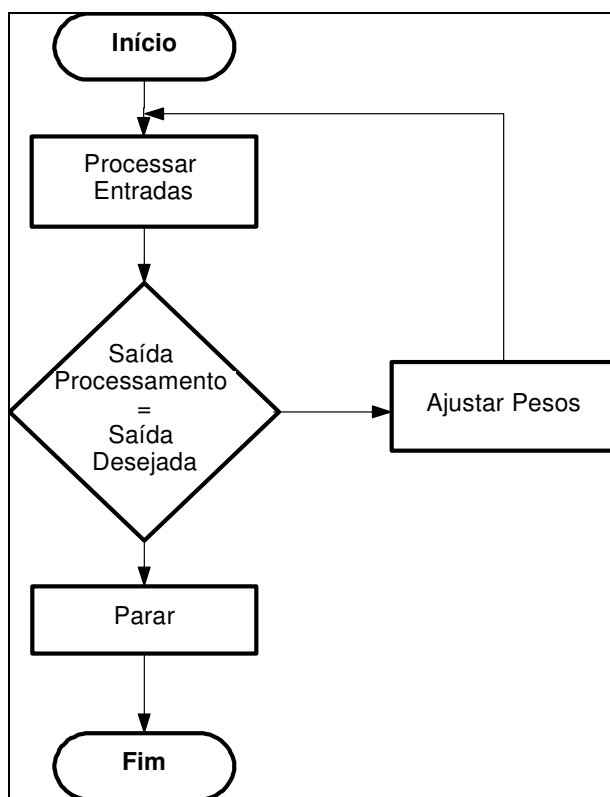 Início
Processar
Entradas
Saída
Processamento
=
Saída
Desejada
Ajustar Pesos
Parar
Fim